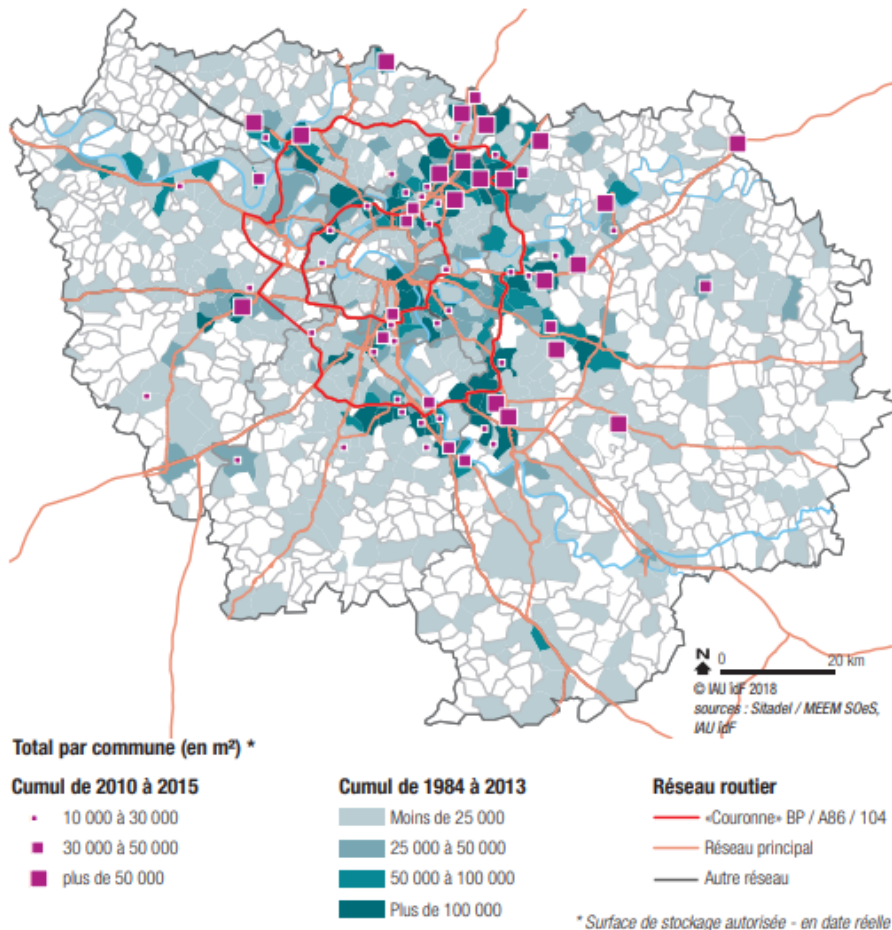 N 0 20 km
© IAU îdF 2018
sources : Sitadel / MEEM SOeS,
IAU îdF
Total par commune (en m²) *
Cumul de 2010 à 2015
10 000 à 30 000
30 000 à 50 000
plus de 50 000
Cumul de 1984 à 2013
Moins de 25 000
25 000 à 50 000
50 000 à 100 000
Plus de 100 000
Réseau routier
«Couronne» BP / A86 / 104
Réseau principal
Autre réseau
* Surface de stockage autorisée - en date réelle